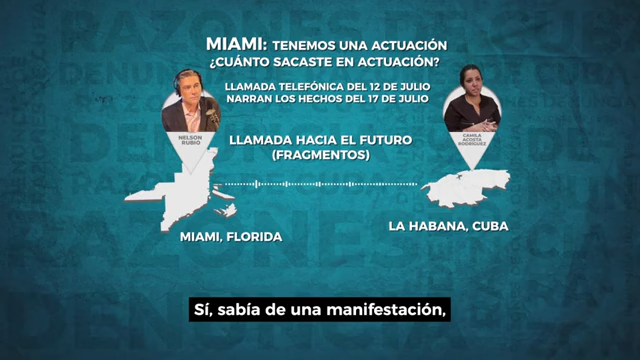 MIAMI: TENEMOS UNA ACTUACIÓN
¿CUÁNTO SACASTE EN ACTUACIÓN?
LLAMADA TELEFÓNICA DEL 12 DE JULIO
NARRAN LOS HECHOS DEL 17 DE JULIO
NELSON
RUBIO
CAMILA
ACOSTA
RODRÍGUEZ
LLAMADA HACIA EL FUTURO
(FRAGMENTOS)
MIAMI, FLORIDA
LA HABANA, CUBA
Sí, sabía de una manifestación,